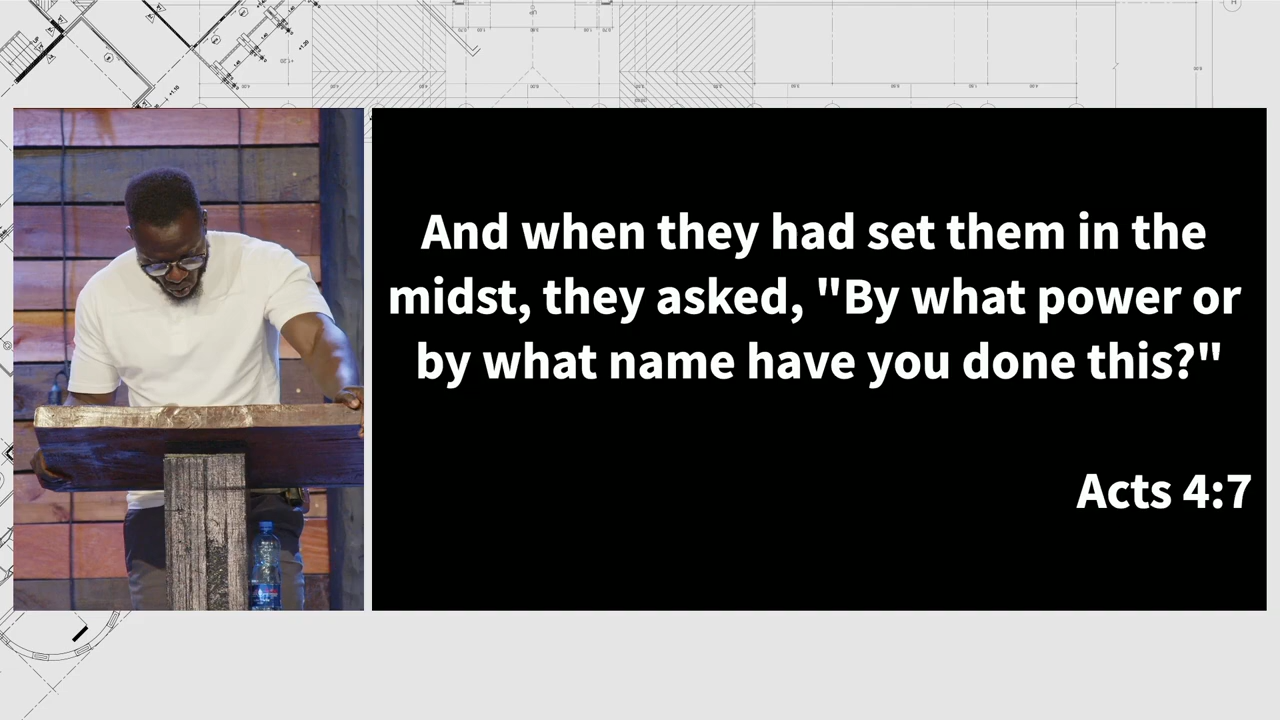 And when they had set them in the
midst, they asked, "By what power or
by what name have you done this?"
Acts 4:7